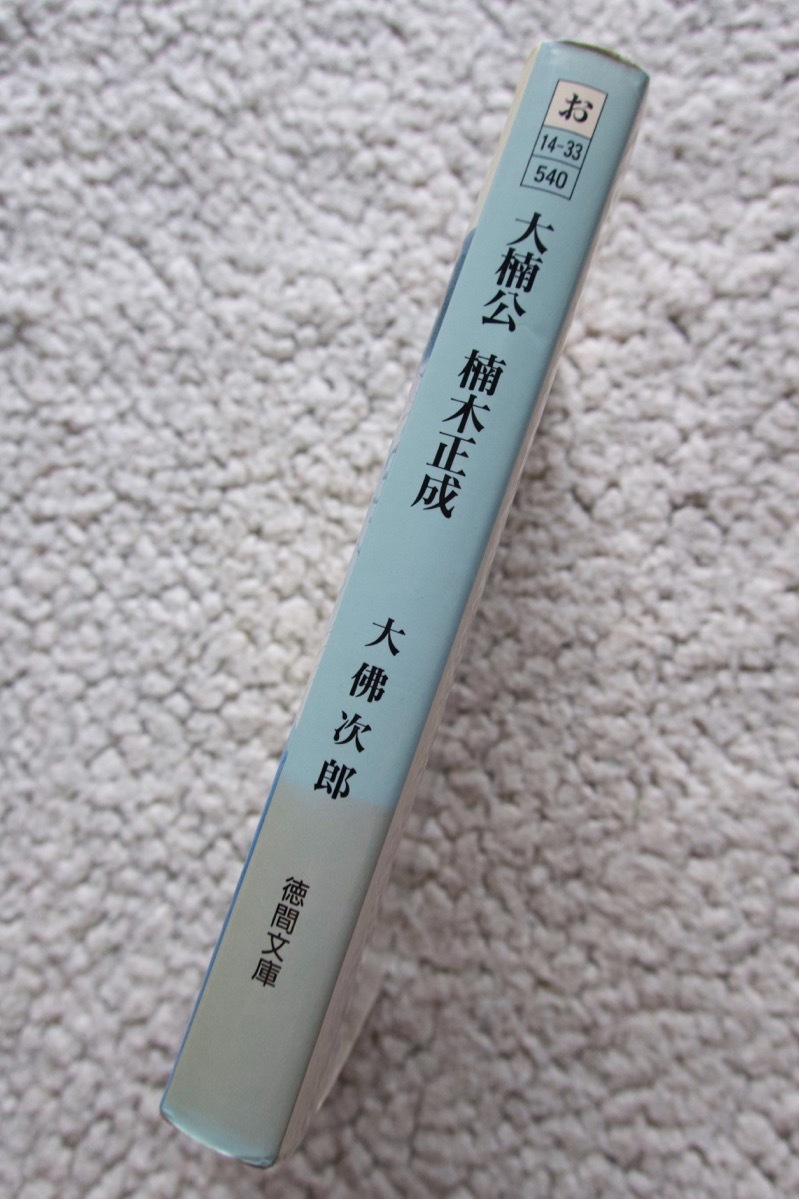 お
14-33
540
大楠公 楠木正成
大佛次郎
徳間文庫